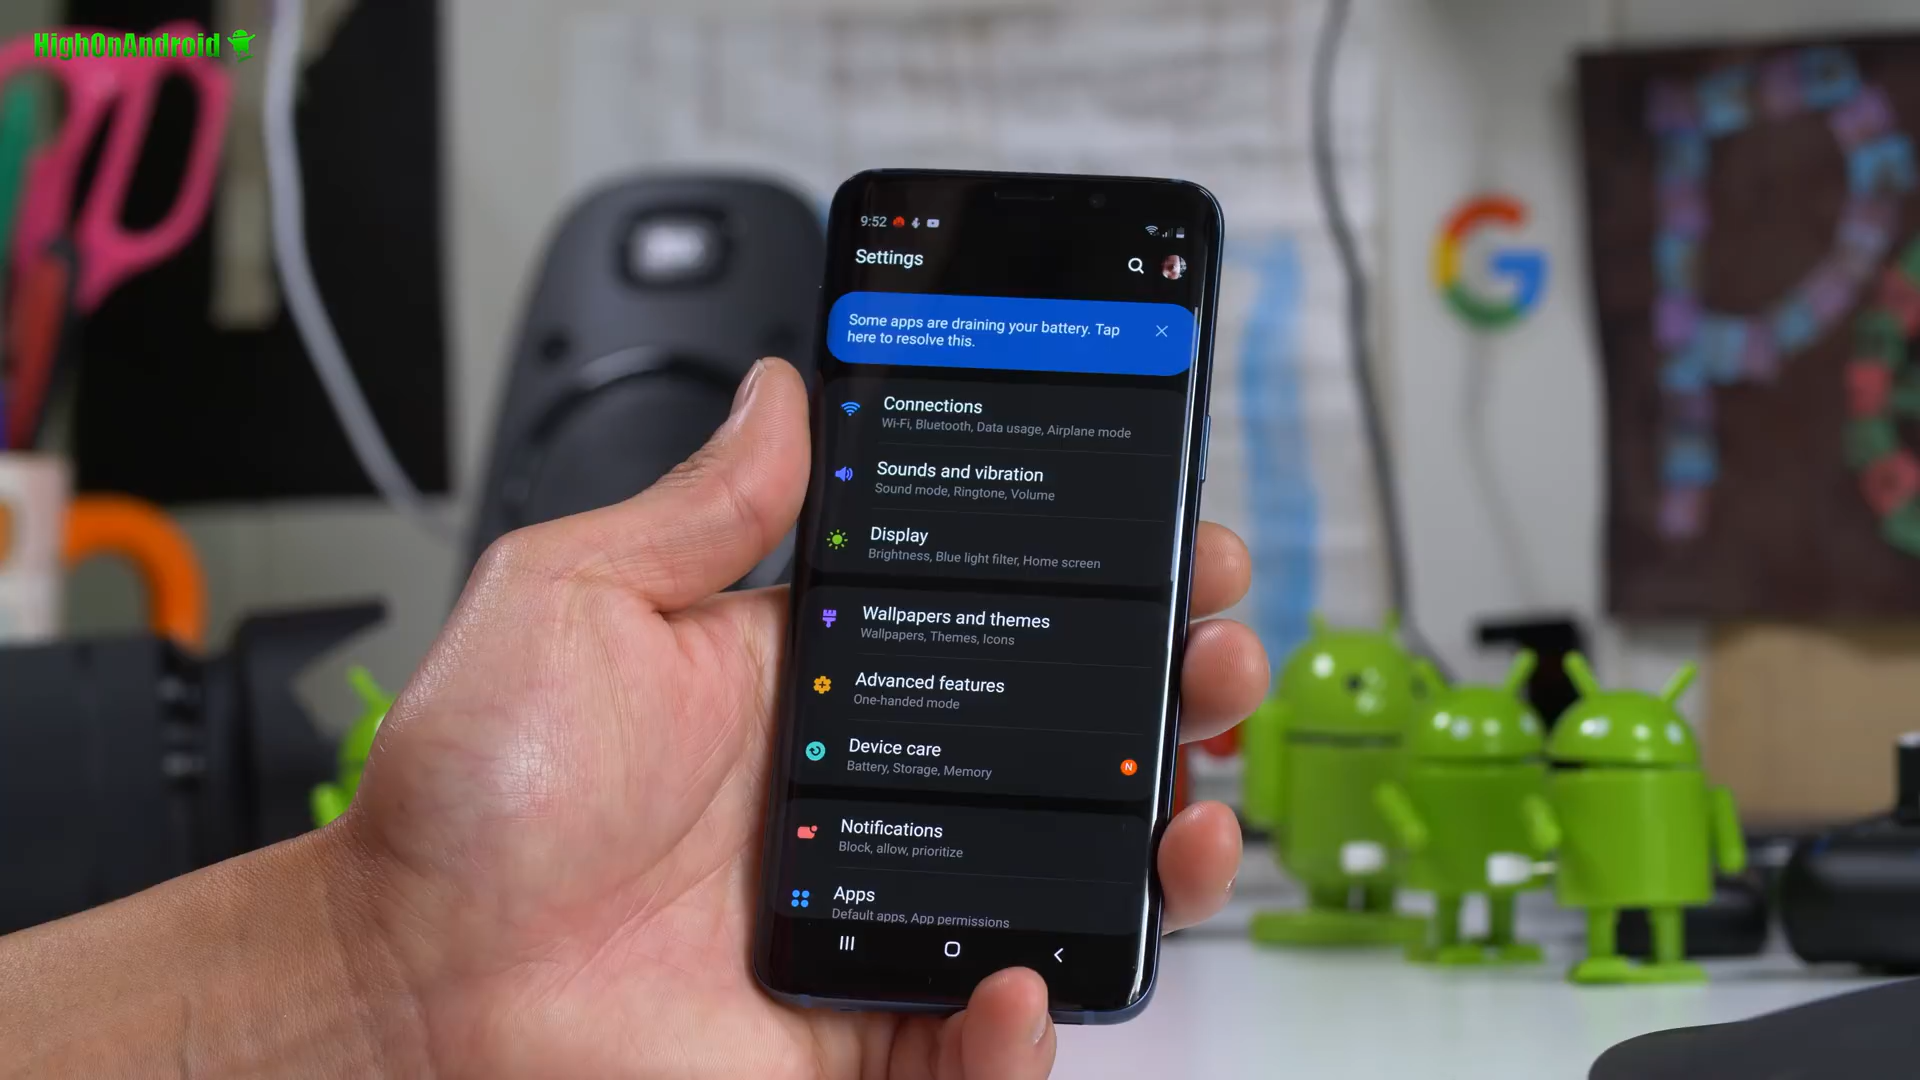 HighOnAndroid
9:52
Settings
Some apps are draining your battery. Tap
here to resolve this.
Connections
Wi-Fi, Bluetooth, Data usage, Airplane mode
Sounds and vibration
Sound mode, Ringtone, Volume
Display
Brightness, Blue light filter, Home screen
Wallpapers and themes
Wallpapers, Themes, Icons
Advanced features
One-handed mode
Device care
Battery, Storage, Memory
N
Notifications
Block, allow, prioritize
Apps
Default apps, App permissions
G